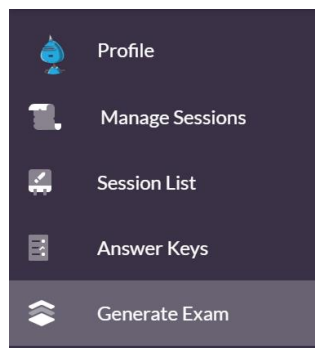 Profile
Manage Sessions
Session List
Answer Keys
Generate Exam